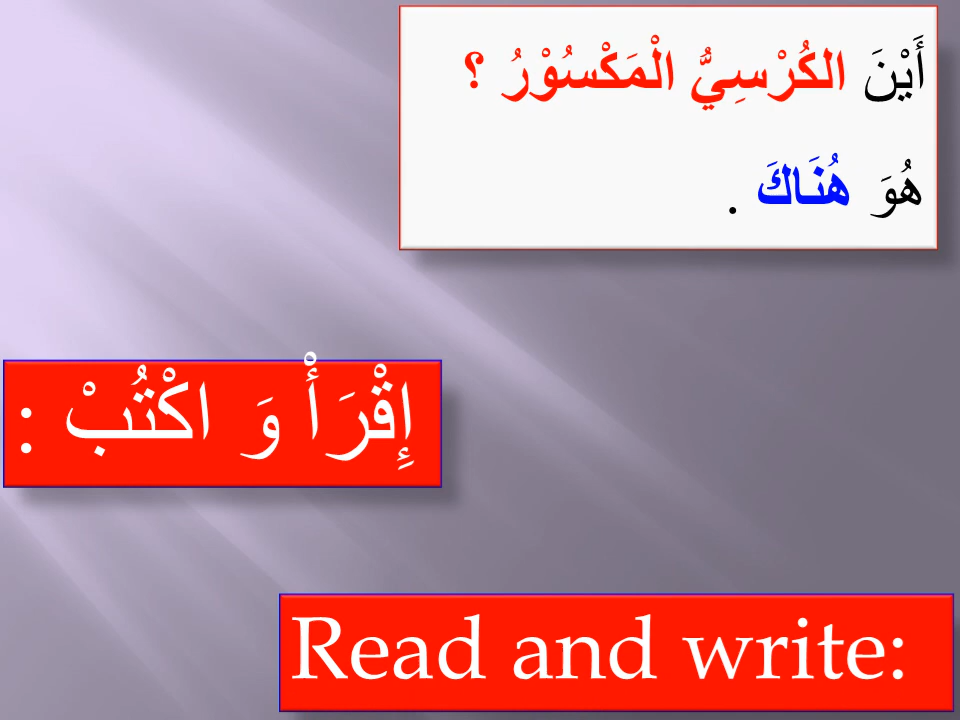 أَيْنَ الكُرْسِيُّ الْمَكْسُوْرُ ؟
هُوَ هُنَاكَ .
إِقْرَأْ وَ اكْتُبْ :
Read and write: